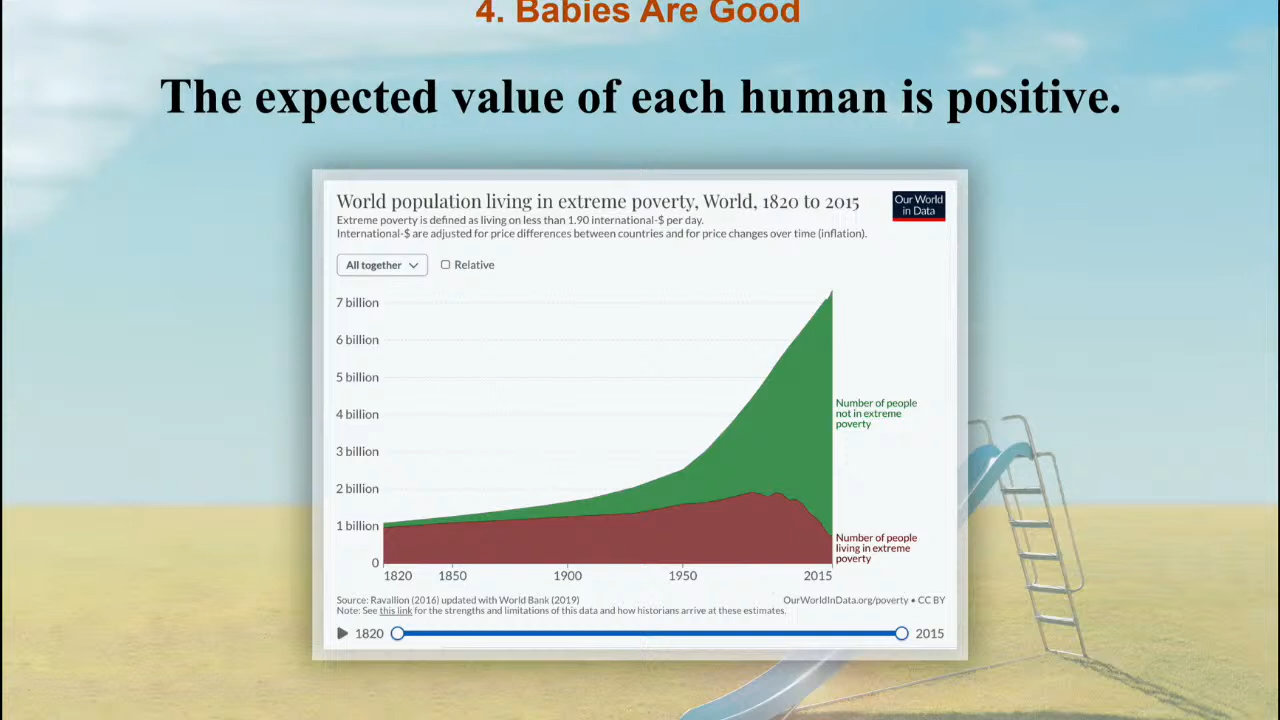 4. Babies Are Good
The expected value of each human is positive.
World population living in extreme poverty, World, 1820 to 2015
Our World
in Data
Extreme poverty is defined as living on less than 1.90 international-$ per day.
International-$ are adjusted for price differences between countries and for price changes over time (inflation).
All together
Relative
7 billion
6 billion
5 billion
4 billion
3 billion
2 billion
1 billion
0
Number of people
not in extreme
poverty
Number of people
living in extreme
poverty
1820 1850 1900 1950 2015
Source: Ravallion (2016) updated with World Bank (2019)
OurWorldInData.org/poverty • CC BY
Note: See this link for the strengths and limitations of this data and how historians arrive at these estimates.
1820 2015